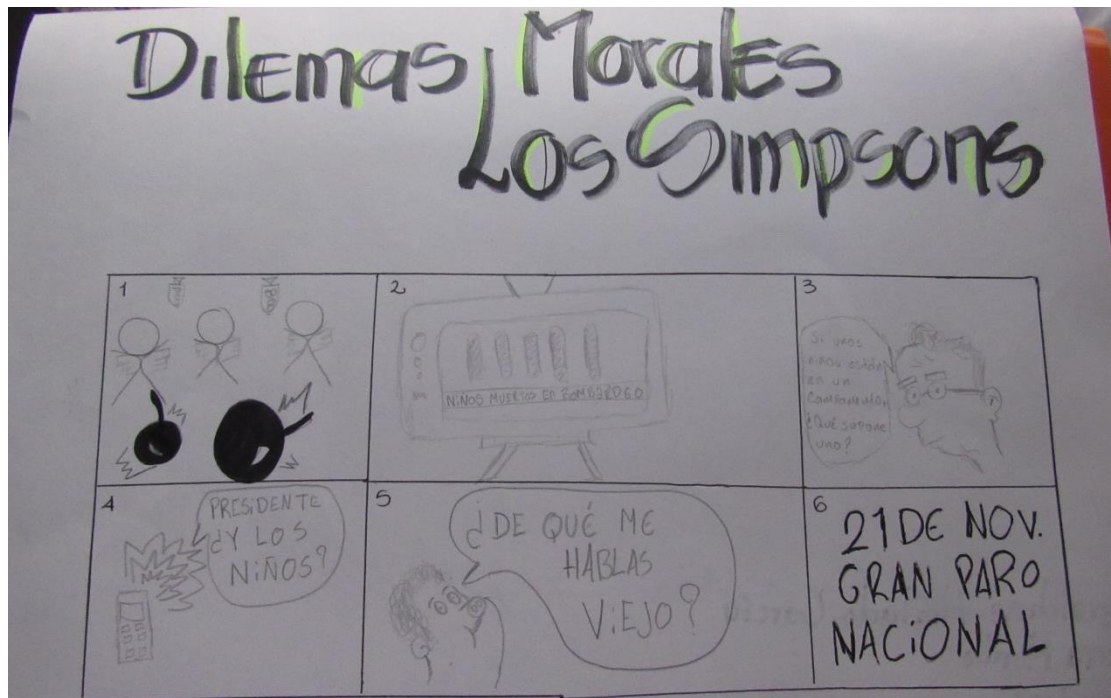 Dilemas Morales
Los Simpsons
1
2
NIÑOS MUERTOS EN BOMBARDEO
3
Si unos
niños están
en un
Campamento,
¿Qué supone
uno?
4
PRESIDENTE
¿Y LOS
NIÑOS?
5
¿DE QUÉ ME
HABLAS
VIEJO?
6
21 DE NOV.
GRAN PARO
NACIONAL